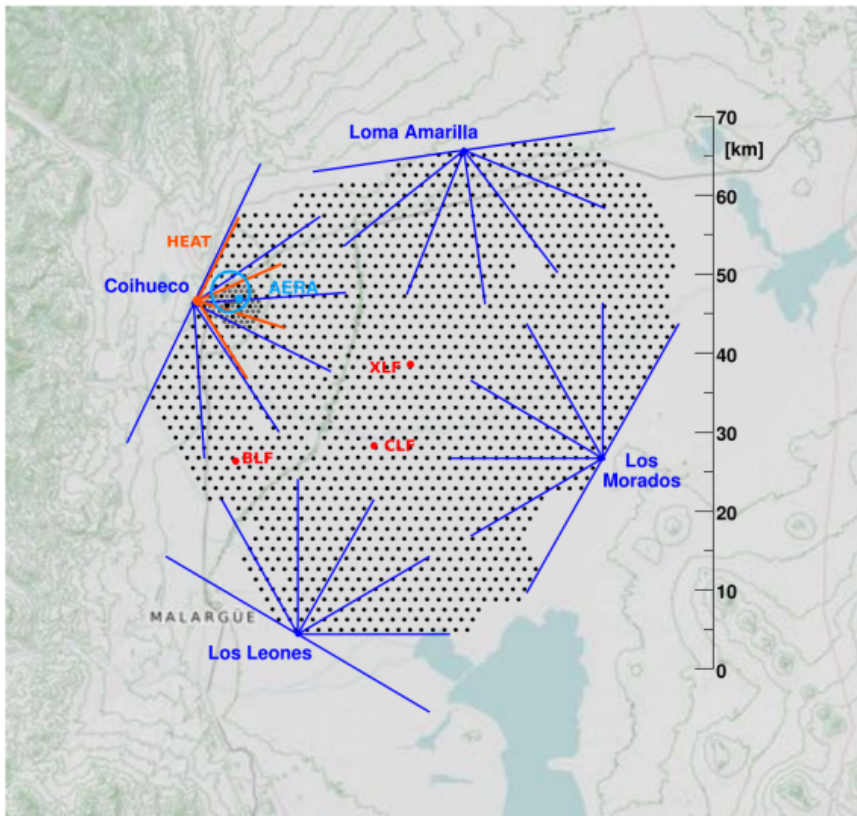 70
Loma Amarilla
[km]
60
HEAT
50
Coihueco
AERA
40
XLF
30
BLF
CLF
Los
Morados
20
10
MALARGÜE
Los Leones
0